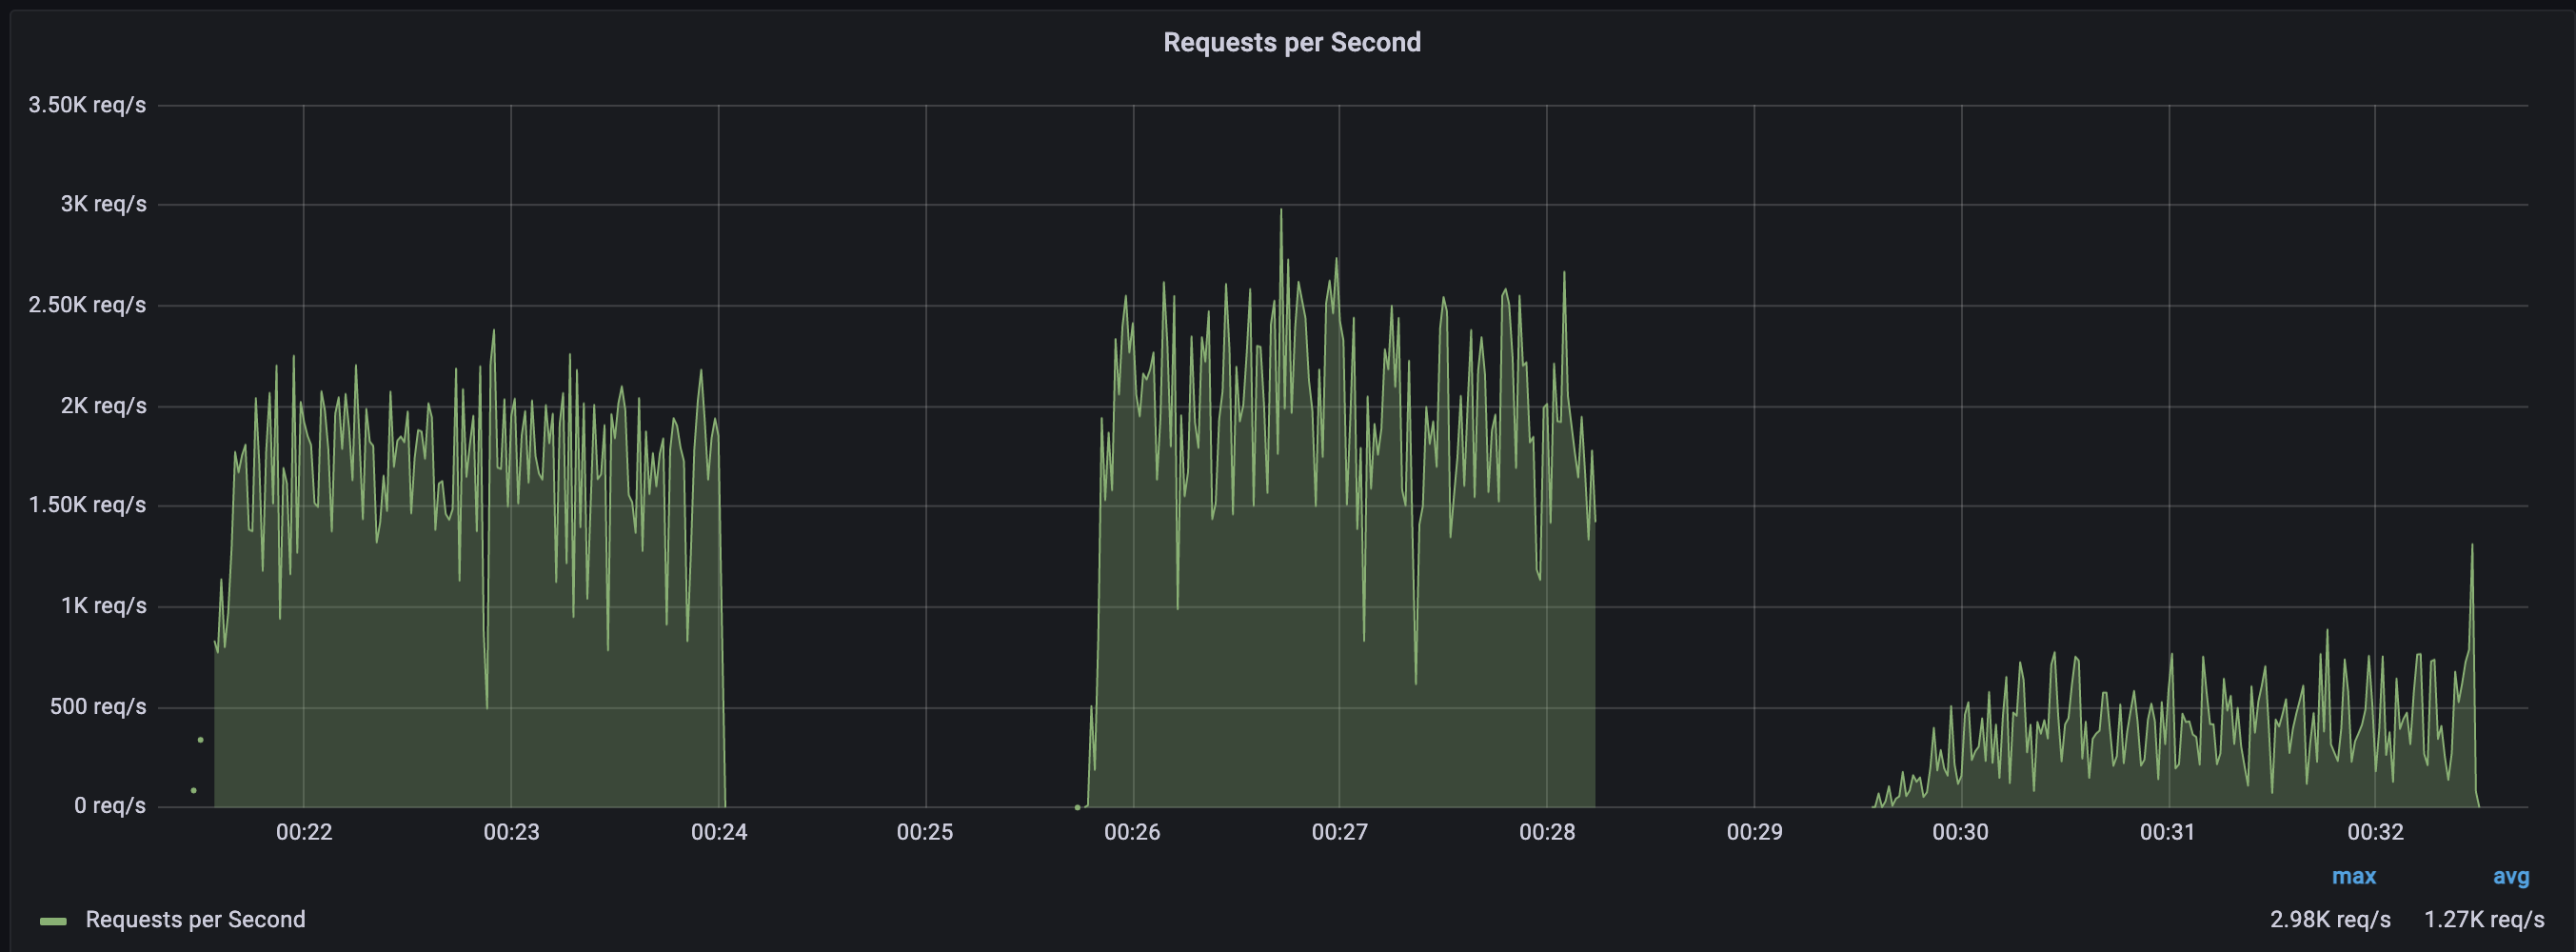 Requests per Second
3.50K req/s
3K req/s
2.50K req/s
2K req/s
1.50K req/s
1K req/s
500 req/s
0 req/s
00:22 00:23 00:24 00:25 00:26 00:27 00:28 00:29 00:30 00:31 00:32
max avg
Requests per Second 2.98K req/s 1.27K req/s